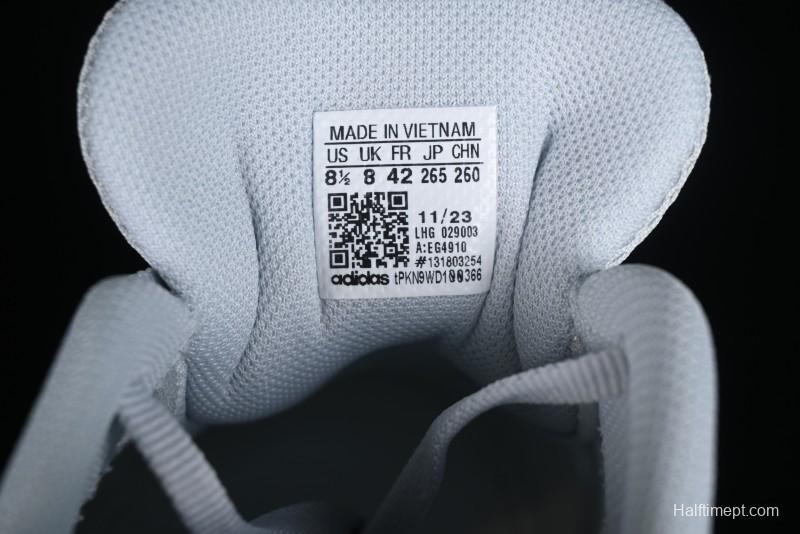 MADE IN VIETNAM
US UK FR JP CHN
8½ 8 42 265 260
11/23
LHG 029003
A:EG4910
#131803254
adidas tPKN9WD100366
Halftimept.com